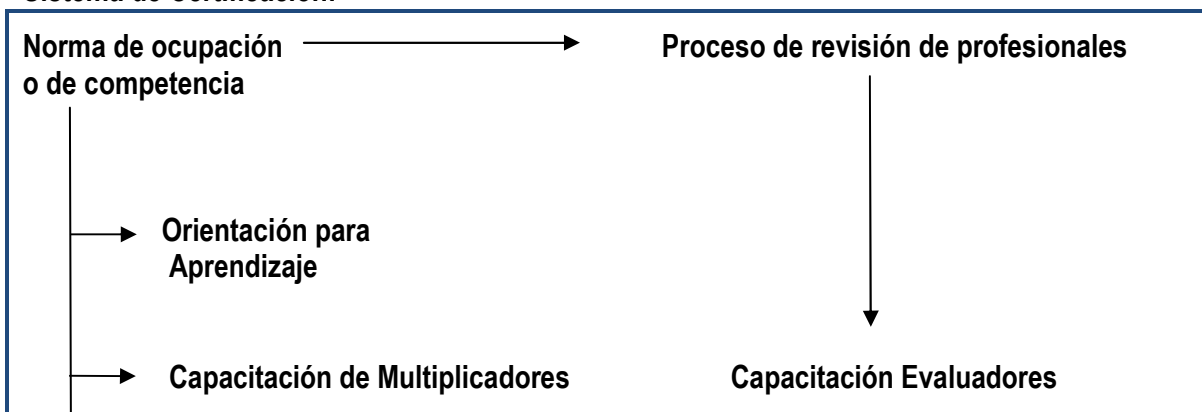 Norma de ocupación
o de competencia
Proceso de revisión de profesionales
Orientación para
Aprendizaje
Capacitación de Multiplicadores
Capacitación Evaluadores